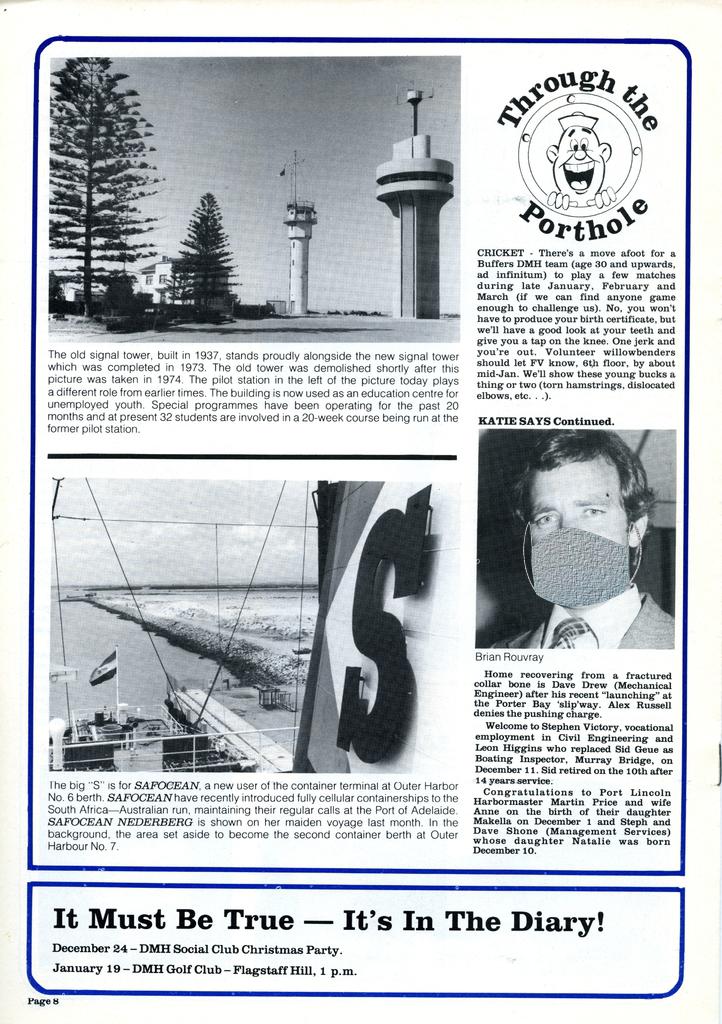 The old signal tower, built in 1937, stands proudly alongside the new signal tower
which was completed in 1973. The old tower was demolished shortly after this
picture was taken in 1974. The pilot station in the left of the picture today plays
a different role from earlier times. The building is now used as an education centre for
unemployed youth. Special programmes have been operating for the past 20
months and at present 32 students are involved in a 20-week course being run at the
former pilot station.
S
The big "S" is for SAFOCEAN, a new user of the container terminal at Outer Harbor
No. 6 berth. SAFOCEAN have recently introduced fully cellular containerships to the
South Africa—Australian run, maintaining their regular calls at the Port of Adelaide.
SAFOCEAN NEDERBERG is shown on her maiden voyage last month. In the
background, the area set aside to become the second container berth at Outer
Harbour No. 7.
Through the
Porthole
CRICKET - There's a move afoot for a
Buffers DMH team (age 30 and upwards,
ad infinitum) to play a few matches
during late January, February and
March (if we can find anyone game
enough to challenge us). No, you won't
have to produce your birth certificate, but
we'll have a good look at your teeth and
give you a tap on the knee. One jerk and
you're out. Volunteer willowbenders
should let FV know, 6th floor, by about
mid-Jan. We'll show these young bucks a
thing or two (torn hamstrings, dislocated
elbows, etc. . .).
KATIE SAYS Continued.
Brian Rouvray
Home recovering from a fractured
collar bone is Dave Drew (Mechanical
Engineer) after his recent "launching" at
the Porter Bay 'slip'way. Alex Russell
denies the pushing charge.
Welcome to Stephen Victory, vocational
employment in Civil Engineering and
Leon Higgins who replaced Sid Geue as
Boating Inspector, Murray Bridge, on
December 11. Sid retired on the 10th after
14 years service.
Congratulations to Port Lincoln
Harbormaster Martin Price and wife
Anne on the birth of their daughter
Makella on December 1 and Steph and
Dave Shone (Management Services)
whose daughter Natalie was born
December 10.
It Must Be True — It's In The Diary!
December 24 – DMH Social Club Christmas Party.
January 19 – DMH Golf Club – Flagstaff Hill, 1 p.m.
Page 8